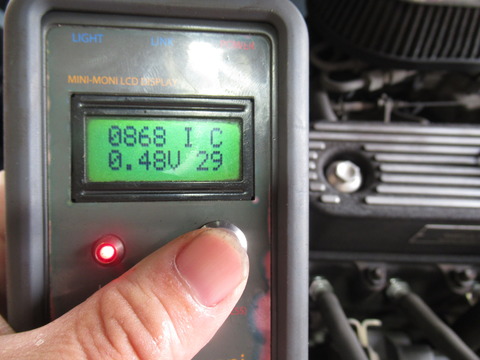 LIGHT
MINI-MONI LCD DISPLAY
0868 I C
0.48V 29